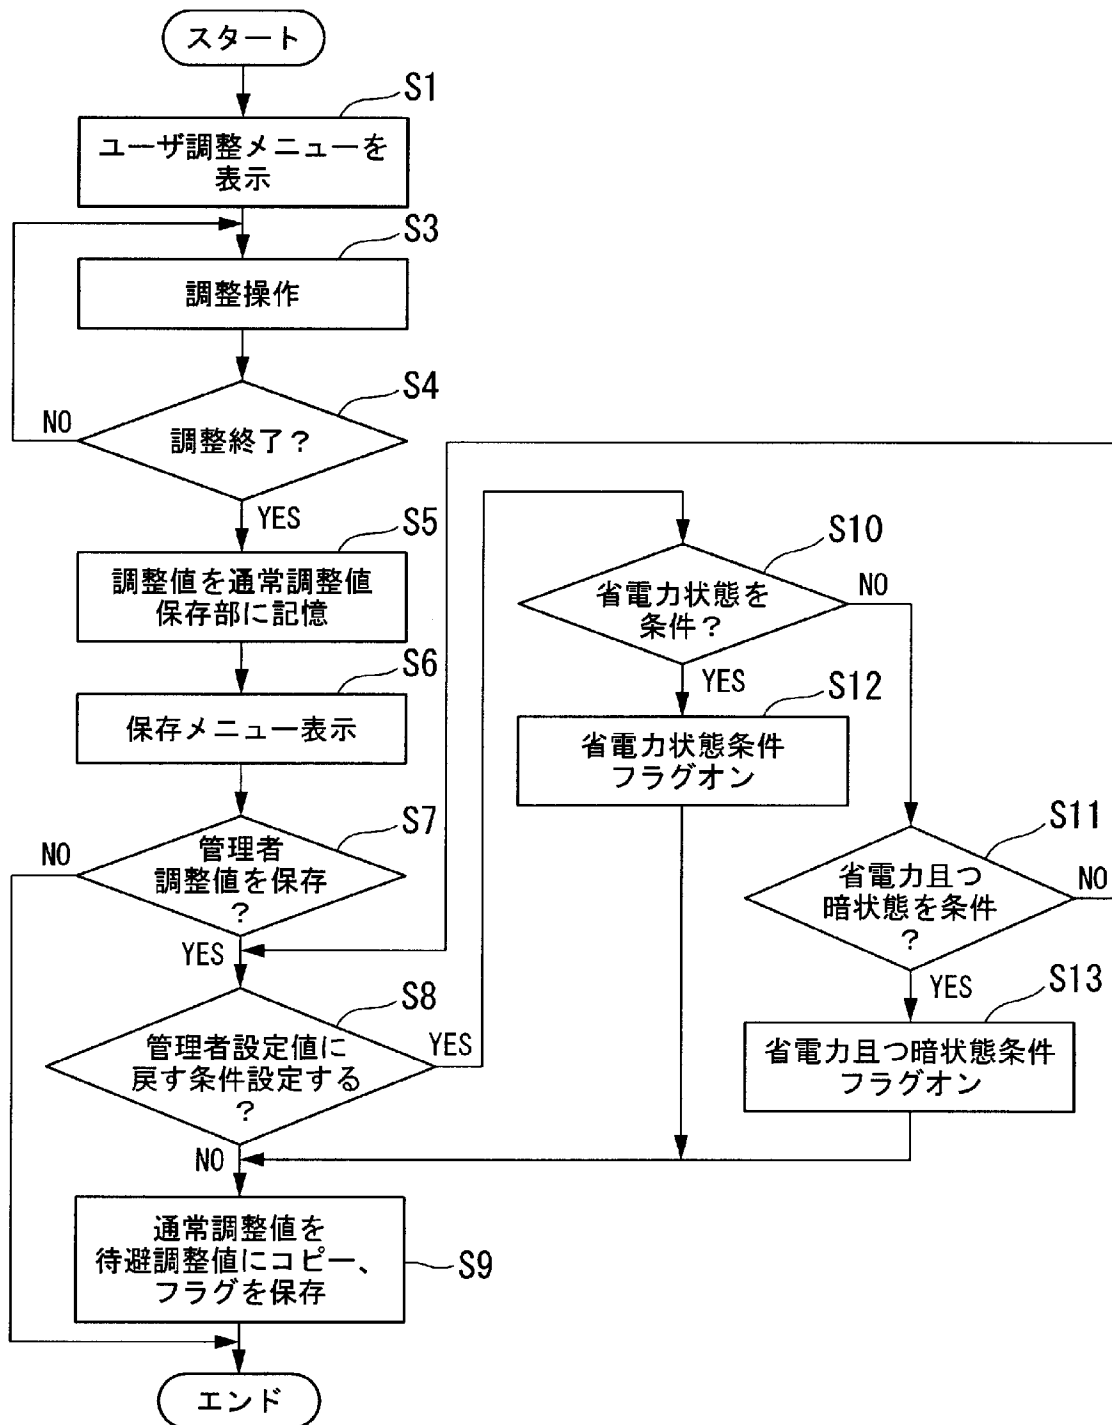 スタート
S1
ユーザ調整メニューを
表示
S3
調整操作
S4
調整終了？
NO
YES
S5
調整値を通常調整値
保存部に記憶
S6
保存メニュー表示
S7
管理者
調整値を保存
？
NO
YES
S8
管理者設定値に
戻す条件設定する
？
YES
NO
S10
省電力状態を
条件？
NO
YES
S12
省電力状態条件
フラグオン
S11
省電力且つ
暗状態を条件
？
NO
YES
S13
省電力且つ暗状態条件
フラグオン
通常調整値を
待避調整値にコピー、
フラグを保存
S9
エンド